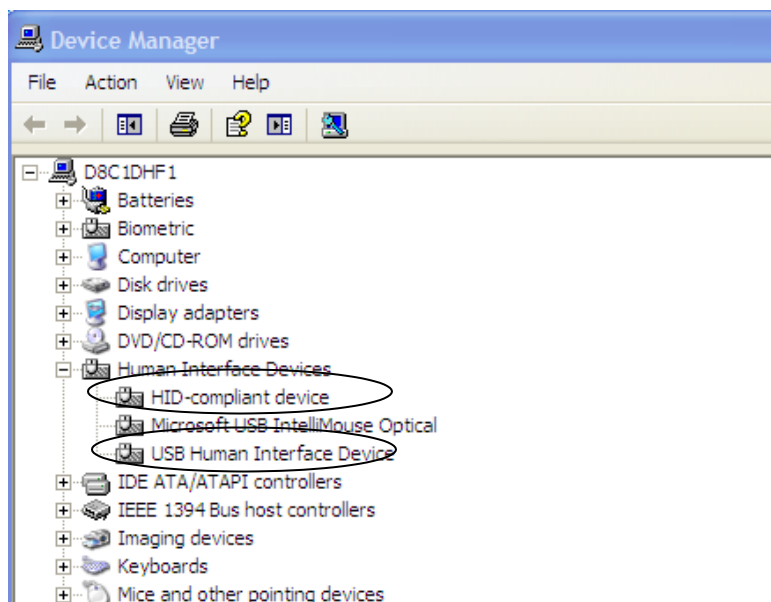 Device Manager
File Action View Help
D8C1DHF1
Batteries
Biometric
Computer
Disk drives
Display adapters
DVD/CD-ROM drives
Human Interface Devices
HID-compliant device
Microsoft USB IntelliMouse Optical
USB Human Interface Device
IDE ATA/ATAPI controllers
IEEE 1394 Bus host controllers
Imaging devices
Keyboards
Mice and other pointing devices